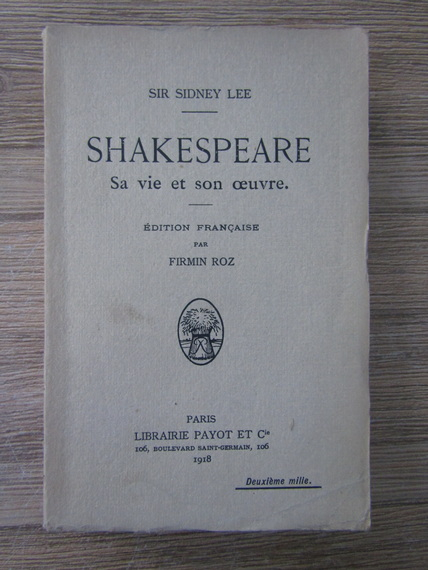 SIR SIDNEY LEE
SHAKESPEARE
Sa vie et son œuvre.
ÉDITION FRANÇAISE
PAR
FIRMIN ROZ
PARIS
LIBRAIRIE PAYOT ET Cie
106, BOULEVARD SAINT-GERMAIN, 106
1918
Deuxième mille.